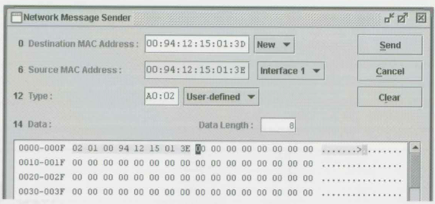 Network Message Sender
0 Destination MAC Address: 00:94:12:15:01:3D New Send
6 Source MAC Address: 00:94:12:15:01:3E Interface 1 Cancel
12 Type: A0:02 User-defined Clear
14 Data: Data Length: 8
0000-000F 02 01 00 94 12 15 01 3E 00 00 00 00 00 00 00 00 .......>........
0010-001F 00 00 00 00 00 00 00 00 00 00 00 00 00 00 00 00 ................
0020-002F 00 00 00 00 00 00 00 00 00 00 00 00 00 00 00 00 ................
0030-003F 00 00 00 00 00 00 00 00 00 00 00 00 00 00 00 00 ................